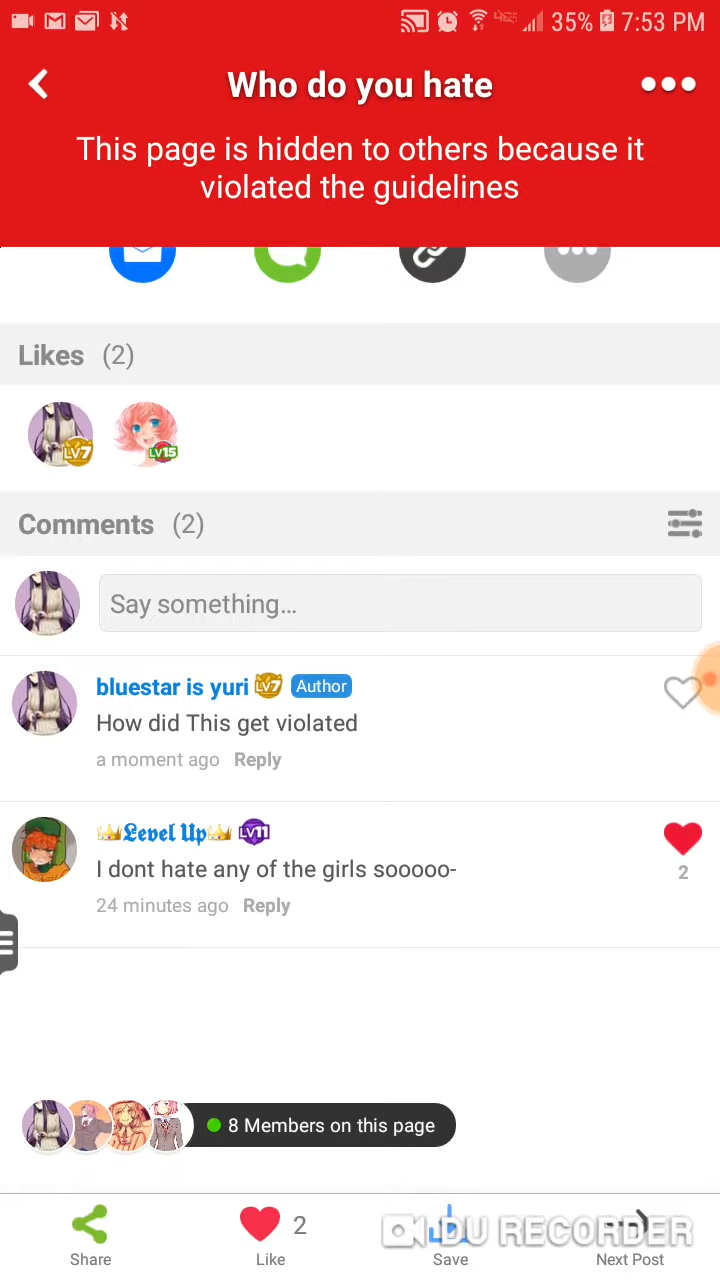 4G LTE 35% 7:53 PM
Who do you hate
This page is hidden to others because it
violated the guidelines
Likes (2)
LV7 LV15
Comments (2)
Say something...
bluestar is yuri LV7 Author
How did This get violated
a moment ago Reply
👑𝕷𝖊𝖛𝖊𝖑 𝖀𝖕👑 LV11
I dont hate any of the girls sooooo-
2
24 minutes ago Reply
8 Members on this page
2
DU RECORDER
Share Like Save Next Post